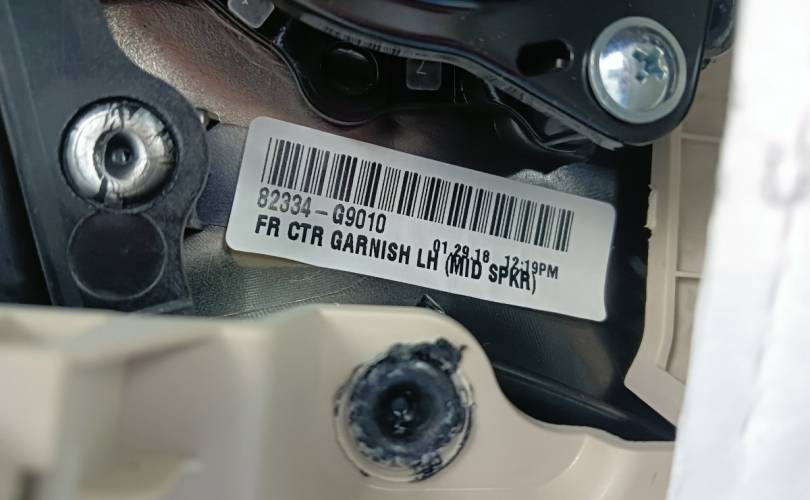 82334-G9010
01.29.18 12:19PM
FR CTR GARNISH LH (MID SPKR)